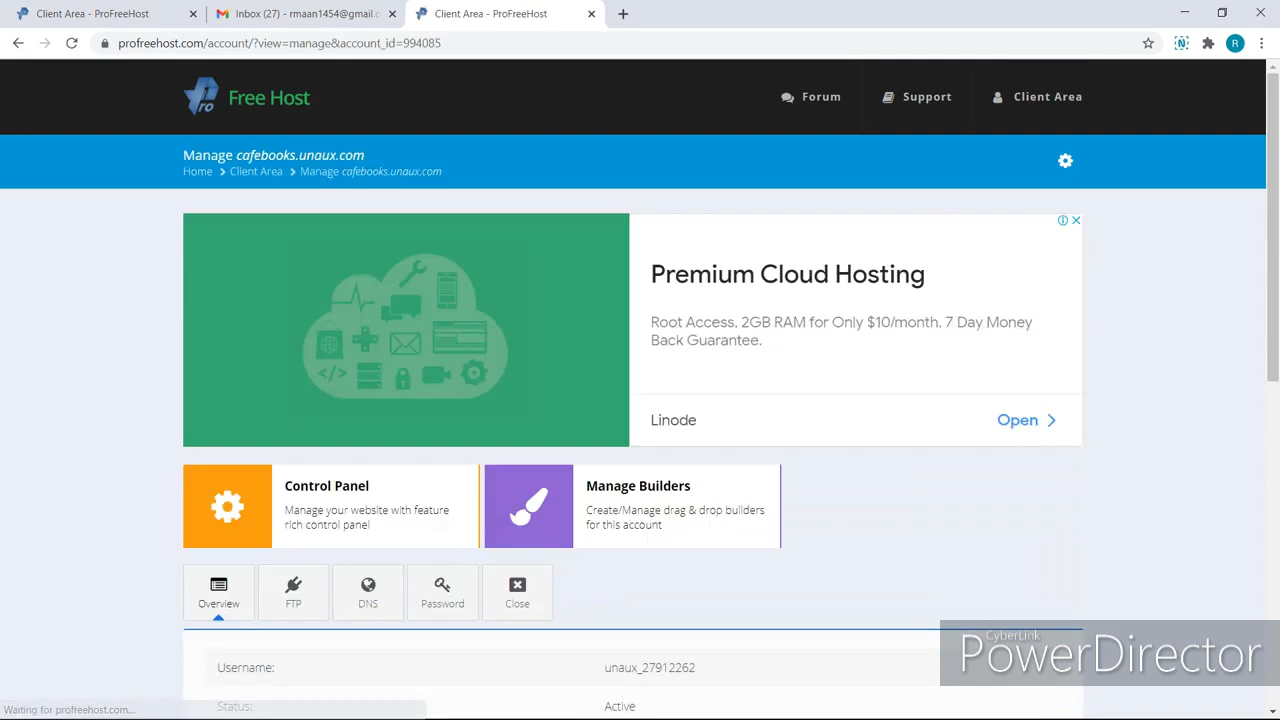 Client Area - ProFreeHost
Inbox (27) - rmaan1454@gmail.c
Client Area - ProFreeHost
profreehost.com/account/?view=manage&account_id=994085
R
Pro
Free Host
Forum
Support
Client Area
Manage cafebooks.unaux.com
Home > Client Area > Manage cafebooks.unaux.com
Premium Cloud Hosting
Root Access. 2GB RAM for Only $10/month. 7 Day Money
Back Guarantee.
Linode
Open
Control Panel
Manage your website with feature
rich control panel
Manage Builders
Create/Manage drag & drop builders
for this account
Overview
FTP
DNS
Password
Close
Username:
unaux_27912262
Status:
Active
CyberLink
PowerDirector
Waiting for profreehost.com...